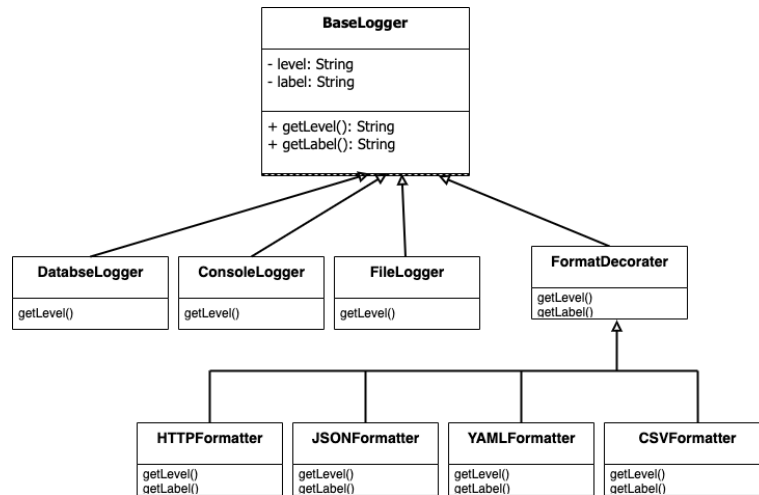 BaseLogger
- level: String
- label: String
+ getLevel(): String
+ getLabel(): String
DatabseLogger
getLevel()
ConsoleLogger
getLevel()
FileLogger
getLevel()
FormatDecorater
getLevel()
getLabel()
HTTPFormatter
getLevel()
getLabel()
JSONFormatter
getLevel()
getLabel()
YAMLFormatter
getLevel()
getLabel()
CSVFormatter
getLevel()
getLabel()